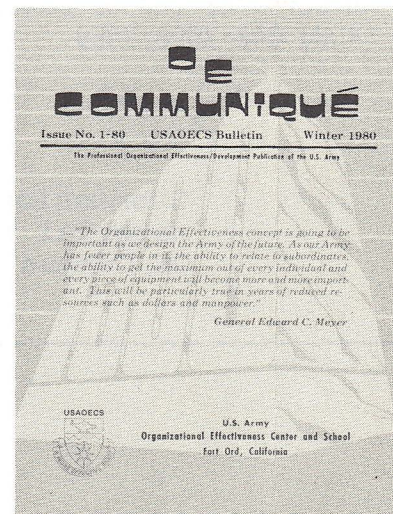 OE
COMMUNIQUÉ
Issue No. 1-80 USAOECS Bulletin Winter 1980
The Professional Organizational Effectiveness/Development Publication of the U.S. Army
..."The Organizational Effectiveness concept is going to be
important as we design the Army of the future. As our Army
has fewer people in it, the ability to relate to subordinates,
the ability to get the maximum out of every individual and
every piece of equipment will become more and more import-
ant. This will be particularly true in years of reduced re-
sources such as dollars and manpower."
General Edward C. Meyer
USAOECS
U.S. Army
Organizational Effectiveness Center and School
Fort Ord, California